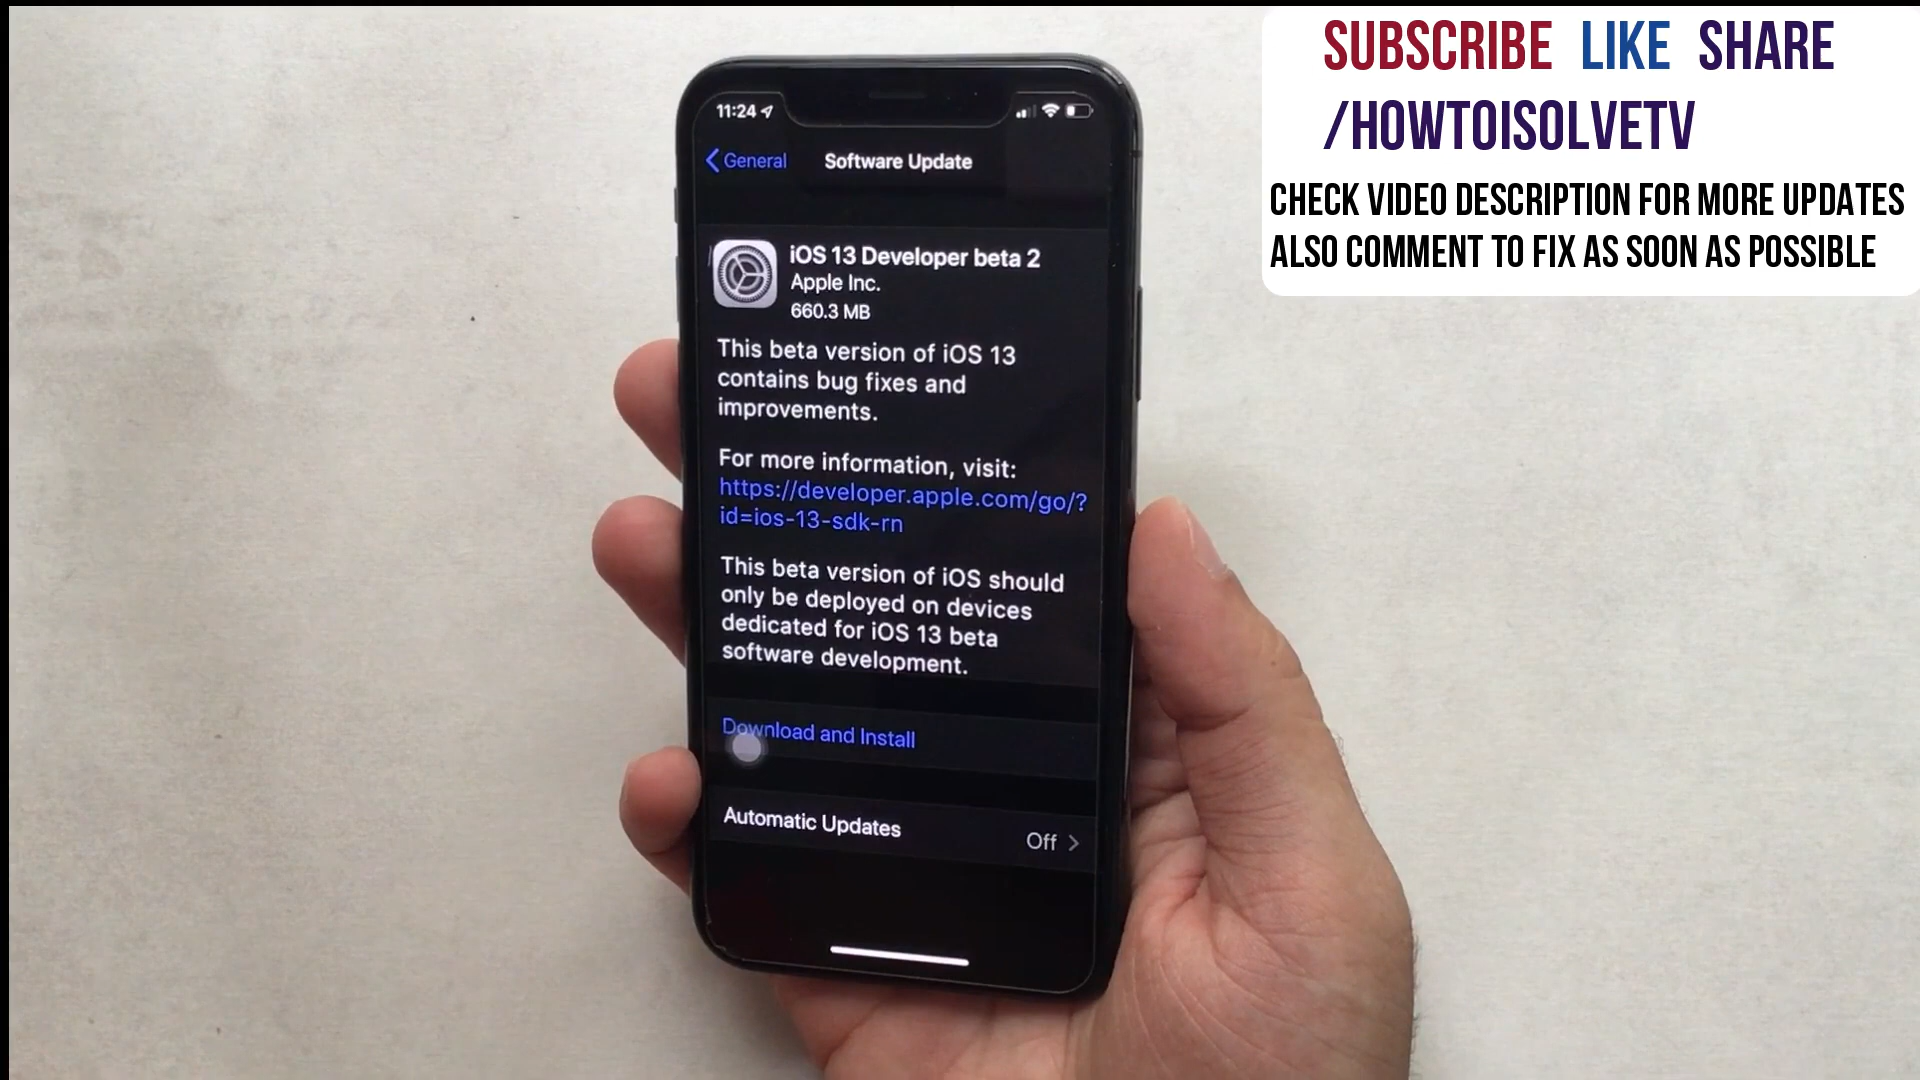 SUBSCRIBE LIKE SHARE
/HOWTOISOLVETV
CHECK VIDEO DESCRIPTION FOR MORE UPDATES
ALSO COMMENT TO FIX AS SOON AS POSSIBLE
11:24
General Software Update
iOS 13 Developer beta 2
Apple Inc.
660.3 MB
This beta version of iOS 13
contains bug fixes and
improvements.
For more information, visit:
https://developer.apple.com/go/?
id=ios-13-sdk-rn
This beta version of iOS should
only be deployed on devices
dedicated for iOS 13 beta
software development.
Download and Install
Automatic Updates Off